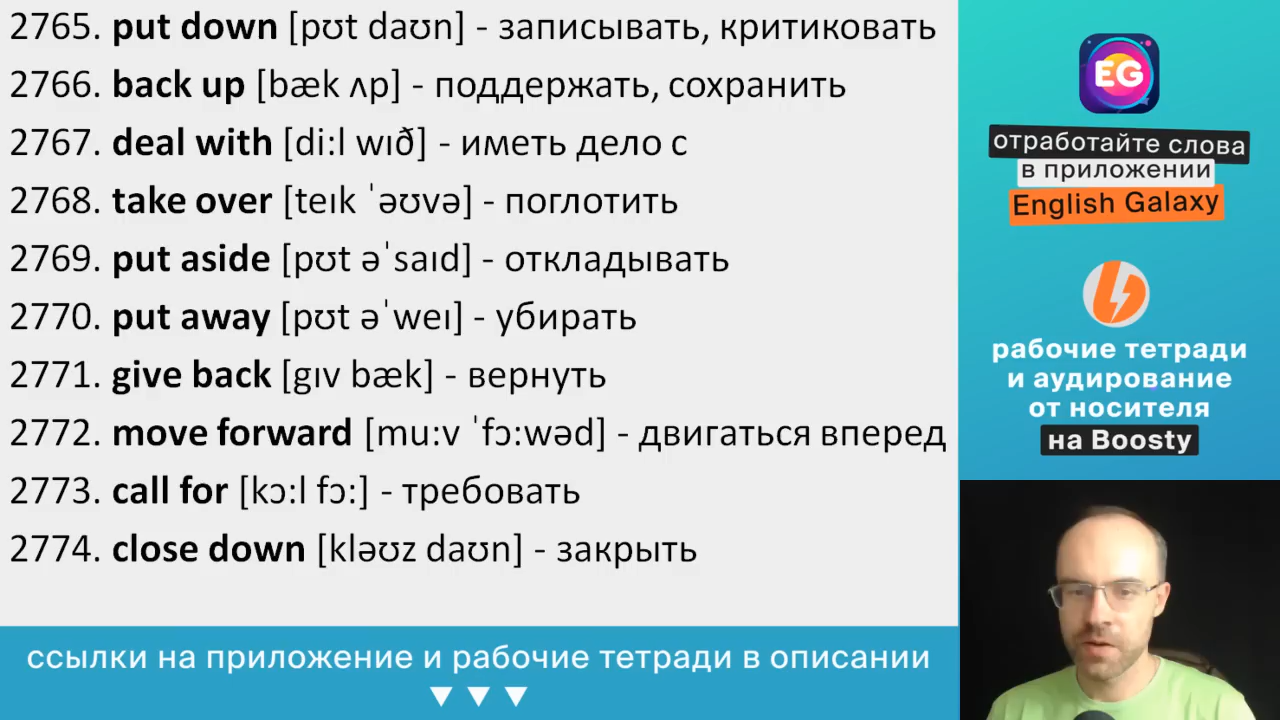 2765. put down [pʊt daʊn] - записывать, критиковать
2766. back up [bæk ʌp] - поддержать, сохранить
2767. deal with [di:l wɪð] - иметь дело с
2768. take over [teɪk ˈəʊvə] - поглотить
2769. put aside [pʊt əˈsaɪd] - откладывать
2770. put away [pʊt əˈweɪ] - убирать
2771. give back [gɪv bæk] - вернуть
2772. move forward [mu:v ˈfɔ:wəd] - двигаться вперед
2773. call for [kɔ:l fɔ:] - требовать
2774. close down [kləʊz daʊn] - закрыть
ссылки на приложение и рабочие тетради в описании
EG
отработайте слова
в приложении
English Galaxy
рабочие тетради
и аудирование
от носителя
на Boosty